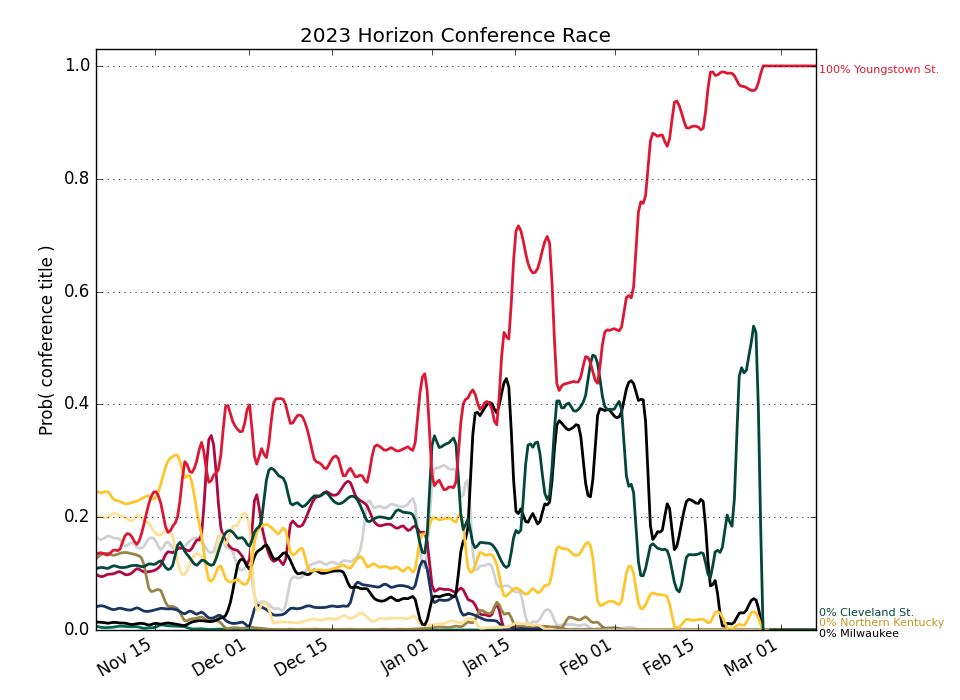 2023 Horizon Conference Race
Prob( conference title )
1.0
0.8
0.6
0.4
0.2
0.0
Nov 15
Dec 01
Dec 15
Jan 01
Jan 15
Feb 01
Feb 15
Mar 01
100% Youngstown St.
0% Cleveland St.
0% Northern Kentucky
0% Milwaukee